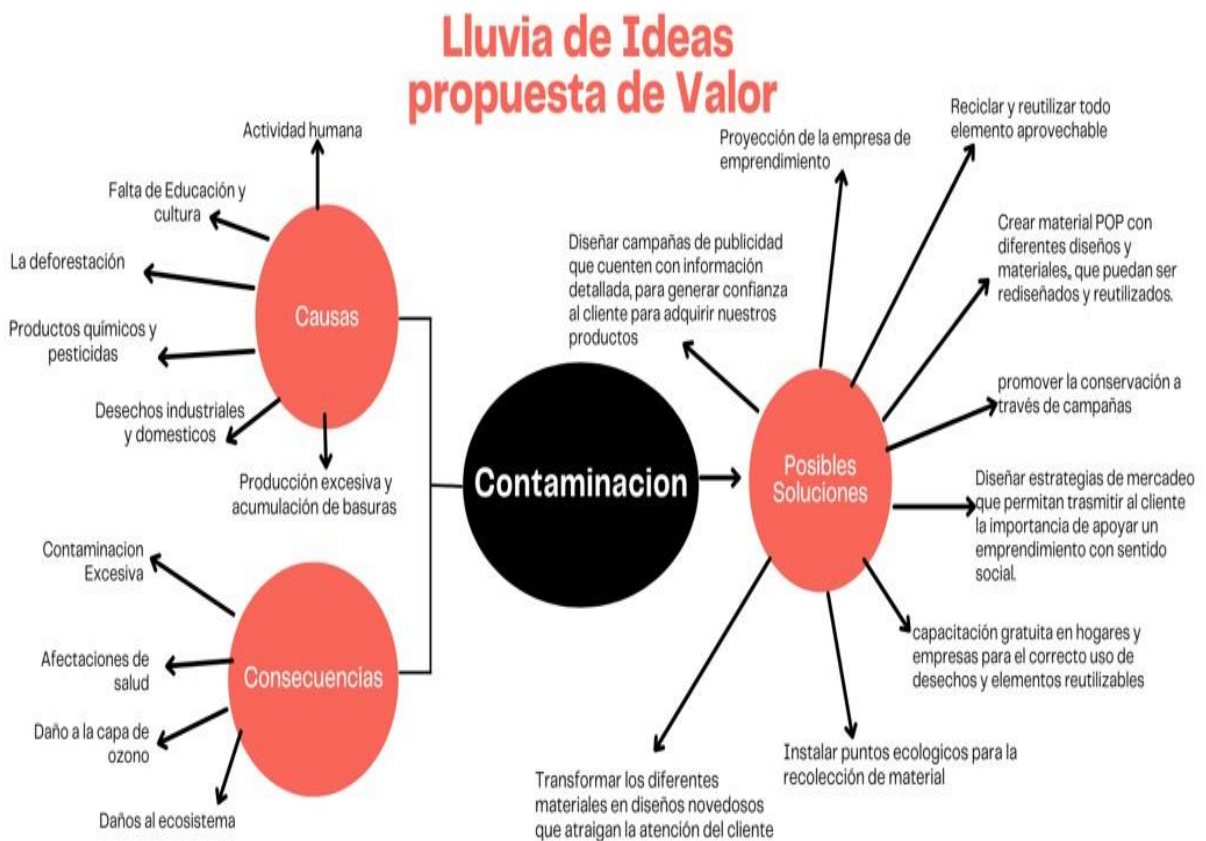 Lluvia de Ideas
propuesta de Valor
Actividad humana
Falta de Educación y
cultura
La deforestación
Productos químicos y
pesticidas
Desechos industriales
y domesticos
Producción excesiva y
acumulación de basuras
Causas
Contaminacion
Excesiva
Afectaciones de
salud
Daño a la capa de
ozono
Daños al ecosistema
Consecuencias
Contaminacion
Posibles
Soluciones
Diseñar campañas de publicidad
que cuenten con información
detallada, para generar confianza
al cliente para adquirir nuestros
productos
Proyección de la empresa de
emprendimiento
Reciclar y reutilizar todo
elemento aprovechable
Crear material POP con
diferentes diseños y
materiales,, que puedan ser
rediseñados y reutilizados.
promover la conservación a
través de campañas
Diseñar estrategias de mercadeo
que permitan trasmitir al cliente
la importancia de apoyar un
emprendimiento con sentido
social.
capacitación gratuita en hogares y
empresas para el correcto uso de
desechos y elementos reutilizables
Instalar puntos ecologicos para la
recolección de material
Transformar los diferentes
materiales en diseños novedosos
que atraigan la atención del cliente